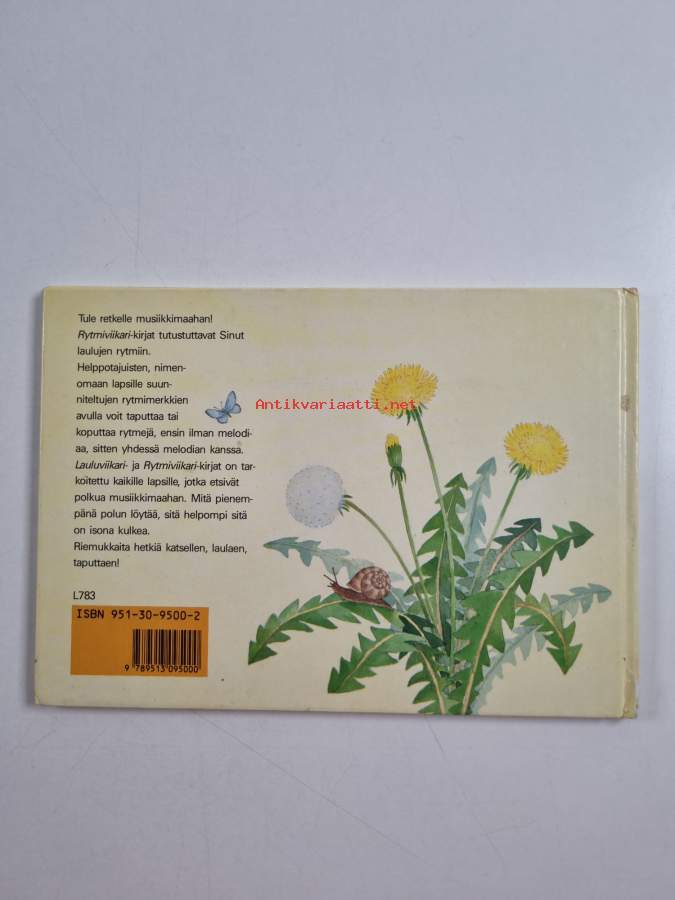 Tule retkelle musiikkimaahan!
Rytmiviikari-kirjat tutustuttavat Sinut
laulujen rytmiin.
Helppotajuisten, nimen-
omaan lapsille suun-
niteltujen rytmimerkkien
avulla voit taputtaa tai
koputtaa rytmejä, ensin ilman melodi-
aa, sitten yhdessä melodian kanssa.
Lauluviikari- ja Rytmiviikari-kirjat on tar-
koitettu kaikille lapsille, jotka etsivät
polkua musiikkimaahan. Mitä pienem-
pänä polun löytää, sitä helpompi sitä
on isona kulkea.
Riemukkaita hetkiä katsellen, laulaen,
taputtaen!
Antikvariaatti.net
L783
ISBN 951-30-9500-2
9 789513 095000